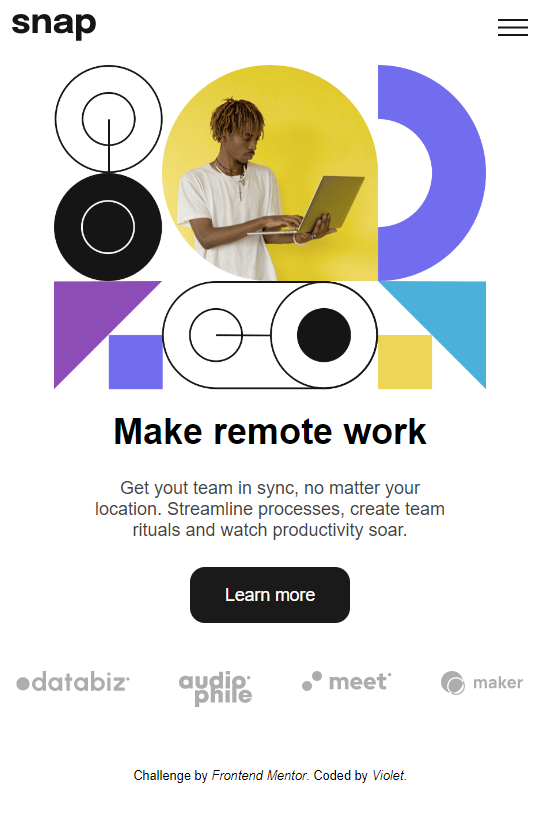 snap
Make remote work
Get yout team in sync, no matter your
location. Streamline processes, create team
rituals and watch productivity soar.
Learn more
databiz
audiophile
meet
maker
Challenge by Frontend Mentor. Coded by Violet.